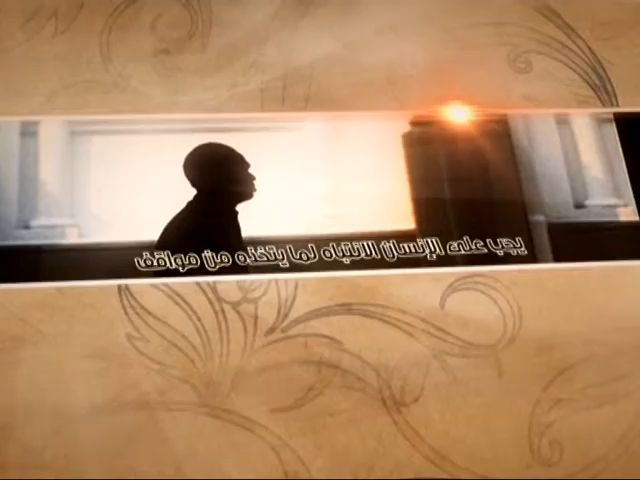 يجب على الإنسان الانتباه لما يتخذه من مواقف